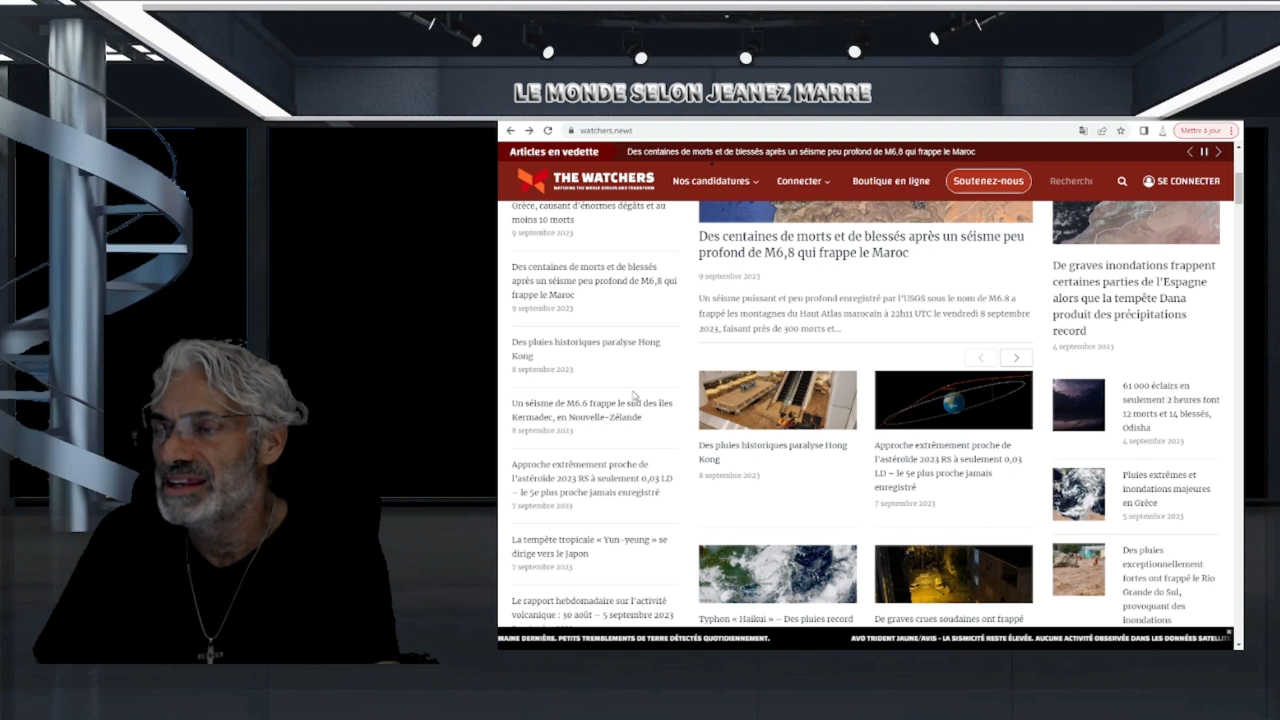 LE MONDE SELON JEANEZ MARRE
watchers.news
Mettre à jour
Articles en vedette
Des centaines de morts et de blessés après un séisme peu profond de M6,8 qui frappe le Maroc
THE WATCHERS
WATCHING THE WORLD EVOLVE AND TRANSFORM
Nos candidatures
Connecter
Boutique en ligne
Soutenez-nous
Recherchi
SE CONNECTER
Grèce, causant d'énormes dégâts et au
moins 10 morts
9 septembre 2023
Des centaines de morts et de blessés
après un séisme peu profond de M6,8 qui
frappe le Maroc
9 septembre 2023
Des pluies historiques paralyse Hong
Kong
8 septembre 2023
Un séisme de M6.6 frappe le sud des îles
Kermadec, en Nouvelle-Zélande
8 septembre 2023
Approche extrêmement proche de
l'astéroïde 2023 RS à seulement 0,03 LD
– le 5e plus proche jamais enregistré
7 septembre 2023
La tempête tropicale « Yun-yeung » se
dirige vers le Japon
7 septembre 2023
Le rapport hebdomadaire sur l'activité
volcanique : 30 août – 5 septembre 2023
Des centaines de morts et de blessés après un séisme peu
profond de M6,8 qui frappe le Maroc
9 septembre 2023
Un séisme puissant et peu profond enregistré par l'USGS sous le nom de M6.8 a
frappé les montagnes du Haut Atlas marocain à 22h11 UTC le vendredi 8 septembre
2023, faisant près de 300 morts et...
Des pluies historiques paralyse Hong
Kong
8 septembre 2023
Approche extrêmement proche de
l'astéroïde 2023 RS à seulement 0,03
LD – le 5e plus proche jamais
enregistré
7 septembre 2023
Typhon « Haikui » – Des pluies record
De graves crues soudaines ont frappé
De graves inondations frappent
certaines parties de l'Espagne
alors que la tempête Dana
produit des précipitations
record
4 septembre 2023
61 000 éclairs en
seulement 2 heures font
12 morts et 14 blessés,
Odisha
4 septembre 2023
Pluies extrêmes et
inondations majeures
en Grèce
5 septembre 2023
Des pluies
exceptionnellement
fortes ont frappé le Rio
Grande do Sul,
provoquant des
inondations
MAINE DERNIÈRE. PETITS TREMBLEMENTS DE TERRE DÉTECTÉS QUOTIDIENNEMENT.
AVO TRIDENT JAUNE/AVIS - LA SISMICITÉ RESTE ÉLEVÉE. AUCUNE ACTIVITÉ OBSERVÉE DANS LES DONNÉES SATELLIT